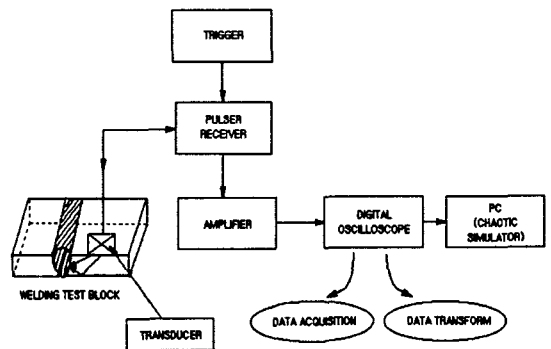 TRIGGER
PULSER
RECEIVER
AMPLIFIER
DIGITAL
OSCILLOSCOPE
PC
(CHAOTIC
SIMULATOR)
WELDING TEST BLOCK
TRANSDUCER
DATA ACQUISITION
DATA TRANSFORM